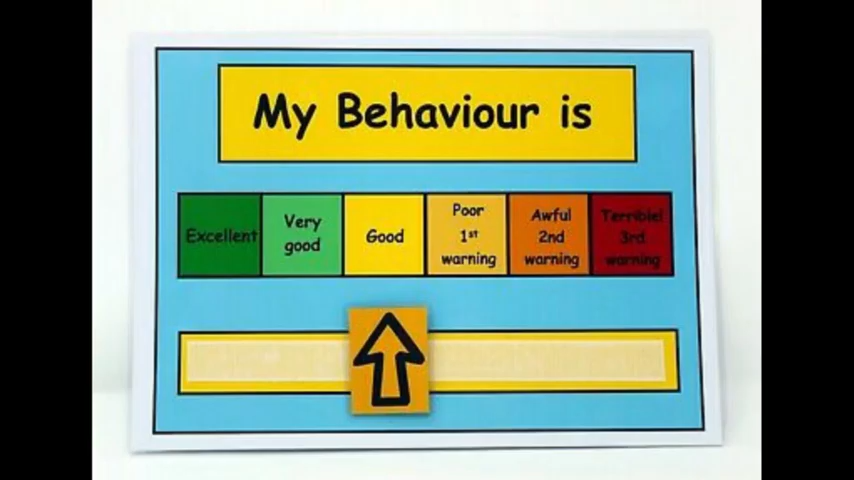 My Behaviour is
Excellent
Very
good
Good
Poor
1st
warning
Awful
2nd
warning
Terrible!
3rd
warning